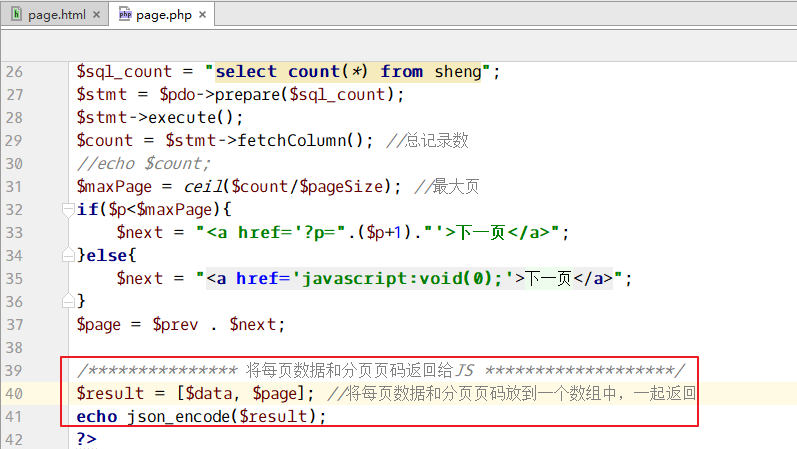 page.html × page.php ×
26 $sql_count = "select count(*) from sheng";
27 $stmt = $pdo->prepare($sql_count);
28 $stmt->execute();
29 $count = $stmt->fetchColumn(); //总记录数
30 //echo $count;
31 $maxPage = ceil($count/$pageSize); //最大页
32 if($p<$maxPage){
33 $next = "<a href='?p=".($p+1)."'>下一页</a>";
34 }else{
35 $next = "<a href='javascript:void(0);'>下一页</a>";
36 }
37 $page = $prev . $next;
38
39 /*************** 将每页数据和分页页码返回给JS *******************/
40 $result = [$data, $page]; //将每页数据和分页页码放到一个数组中，一起返回
41 echo json_encode($result);
42 ?>